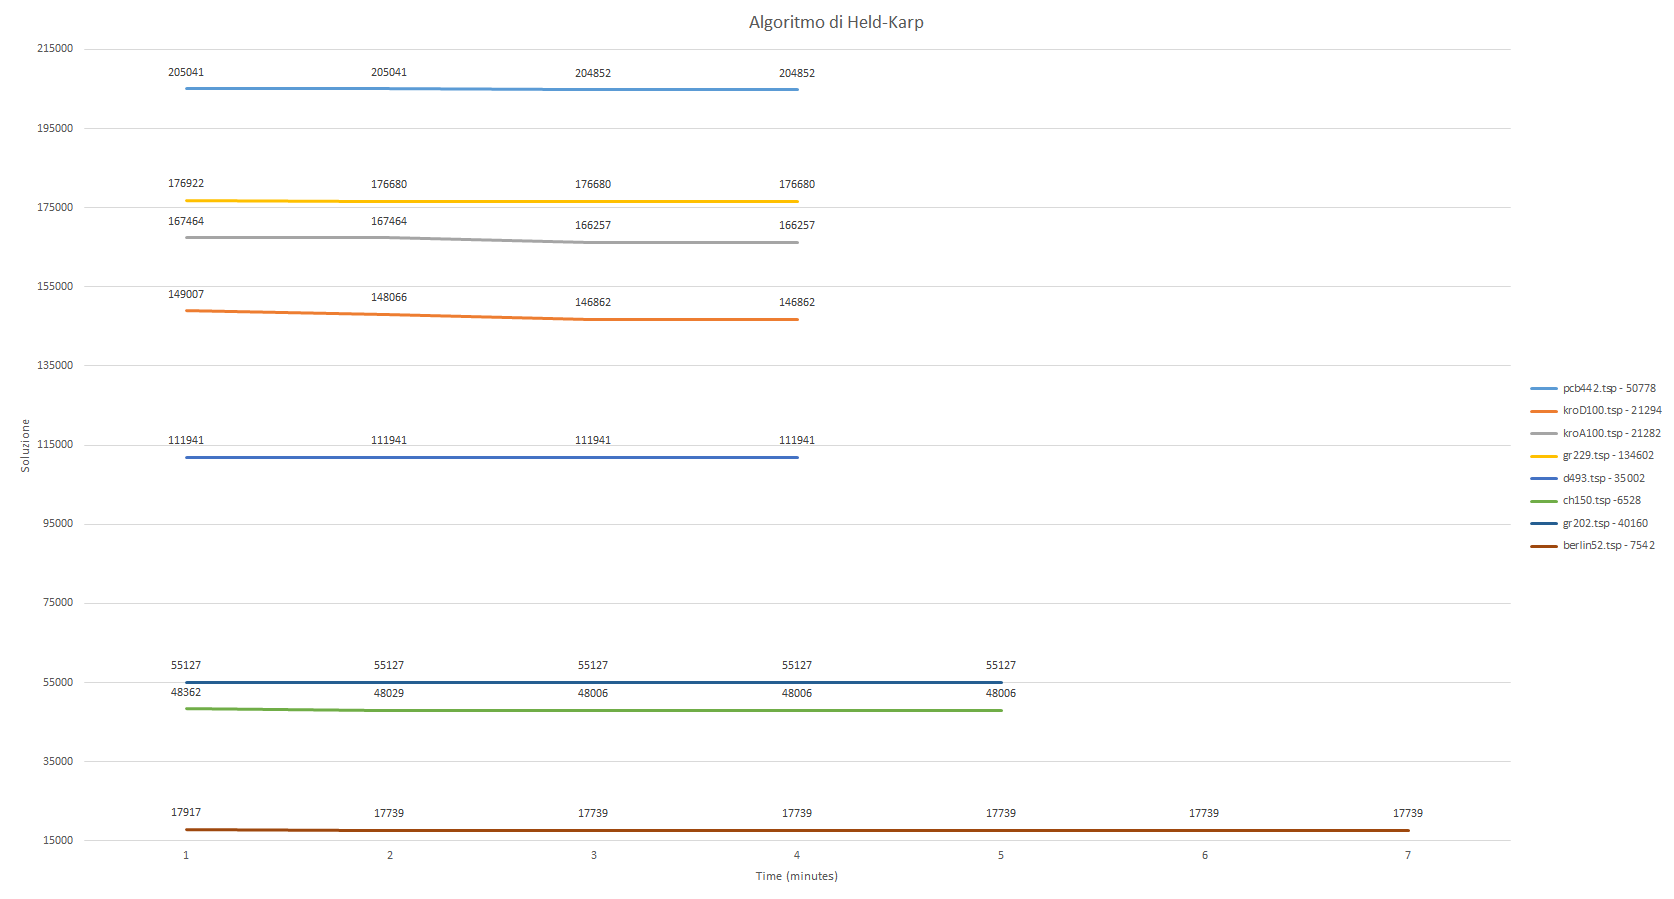 Algoritmo di Held-Karp
215000
205041 205041 204852 204852
195000
176922 176680 176680 176680
175000
167464 167464 166257 166257
155000
149007 148066 146862 146862
135000
111941 111941 111941 111941
115000
95000
75000
55127 55127 55127 55127 55127
55000
48362 48029 48006 48006 48006
35000
17917 17739 17739 17739 17739 17739 17739
15000
1 2 3 4 5 6 7
Time (minutes)
Soluzione
pcb442.tsp - 50778
kroD100.tsp - 21294
kroA100.tsp - 21282
gr229.tsp - 134602
d493.tsp - 35002
ch150.tsp -6528
gr202.tsp - 40160
berlin52.tsp - 7542